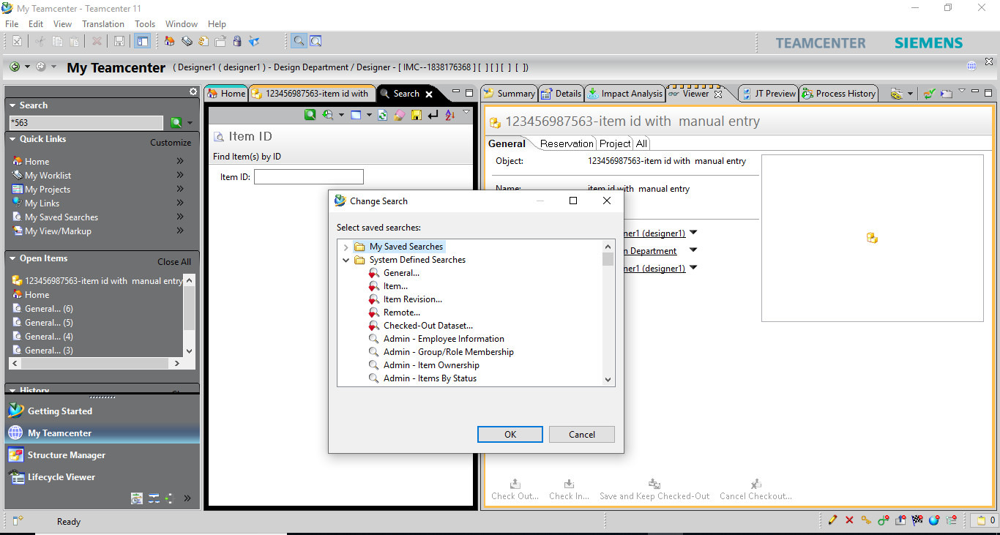 My Teamcenter - Teamcenter 11
File Edit View Translation Tools Window Help
TEAMCENTER SIEMENS
My Teamcenter ( Designer1 ( designer1 ) - Design Department / Designer - [ IMC--1838176368 ] [ ] [ ] [ ] [ ])
Search
*563
Quick Links
Customize
Home
My Worklist
My Projects
My Links
My Saved Searches
My View/Markup
Open Items
Close All
123456987563-item id with manual entry
Home
General... (6)
General... (5)
General... (4)
General... (3)
History
Getting Started
My Teamcenter
Structure Manager
Lifecycle Viewer
Home
123456987563-item id with
Search
Item ID
Find Item(s) by ID
Item ID:
Summary
Details
Impact Analysis
Viewer
JT Preview
Process History
123456987563-item id with manual entry
General Reservation Project All
Object: 123456987563-item id with manual entry
Name: item id with manual entry
ner1 (designer1)
n Department
ner1 (designer1)
Change Search
Select saved searches:
My Saved Searches
System Defined Searches
General...
Item...
Item Revision...
Remote...
Checked-Out Dataset...
Admin - Employee Information
Admin - Group/Role Membership
Admin - Item Ownership
Admin - Items By Status
OK Cancel
Check Out... Check In... Save and Keep Checked-Out Cancel Checkout...
Ready
0